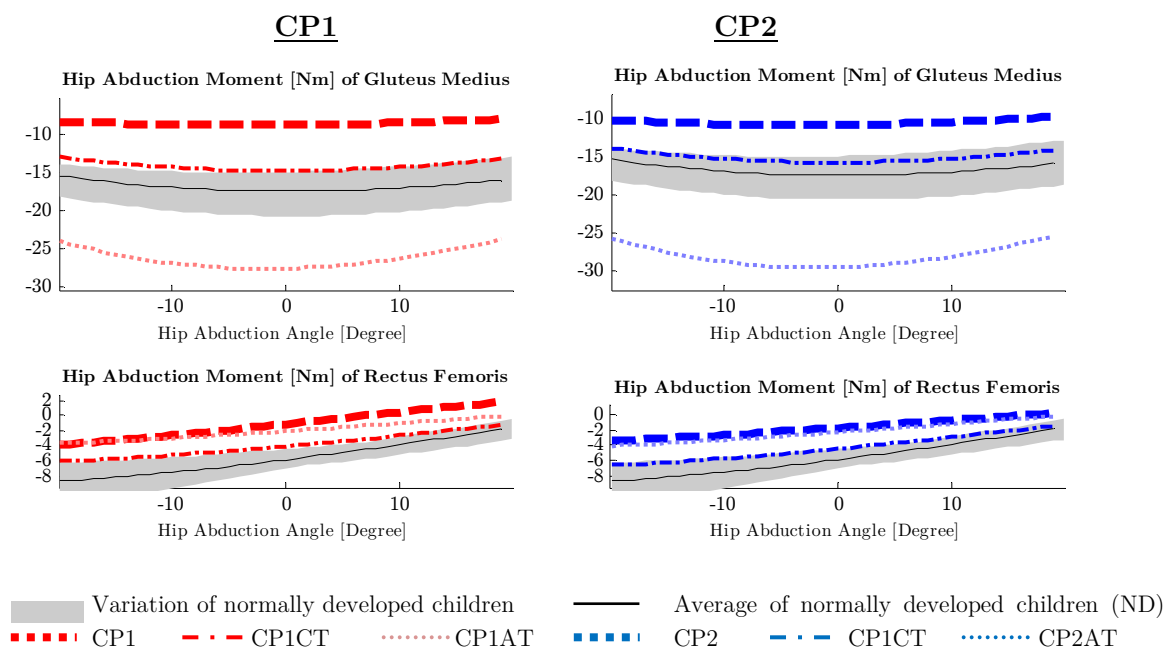 CP1
CP2
Hip Abduction Moment [Nm] of Gluteus Medius
-10
-15
-20
-25
-30
-10 0 10
Hip Abduction Angle [Degree]
Hip Abduction Moment [Nm] of Gluteus Medius
-10
-15
-20
-25
-30
-10 0 10
Hip Abduction Angle [Degree]
Hip Abduction Moment [Nm] of Rectus Femoris
2
0
-2
-4
-6
-8
-10 0 10
Hip Abduction Angle [Degree]
Hip Abduction Moment [Nm] of Rectus Femoris
0
-2
-4
-6
-8
-10 0 10
Hip Abduction Angle [Degree]
Variation of normally developed children
Average of normally developed children (ND)
CP1 CP1CT CP1AT
CP2 CP1CT CP2AT